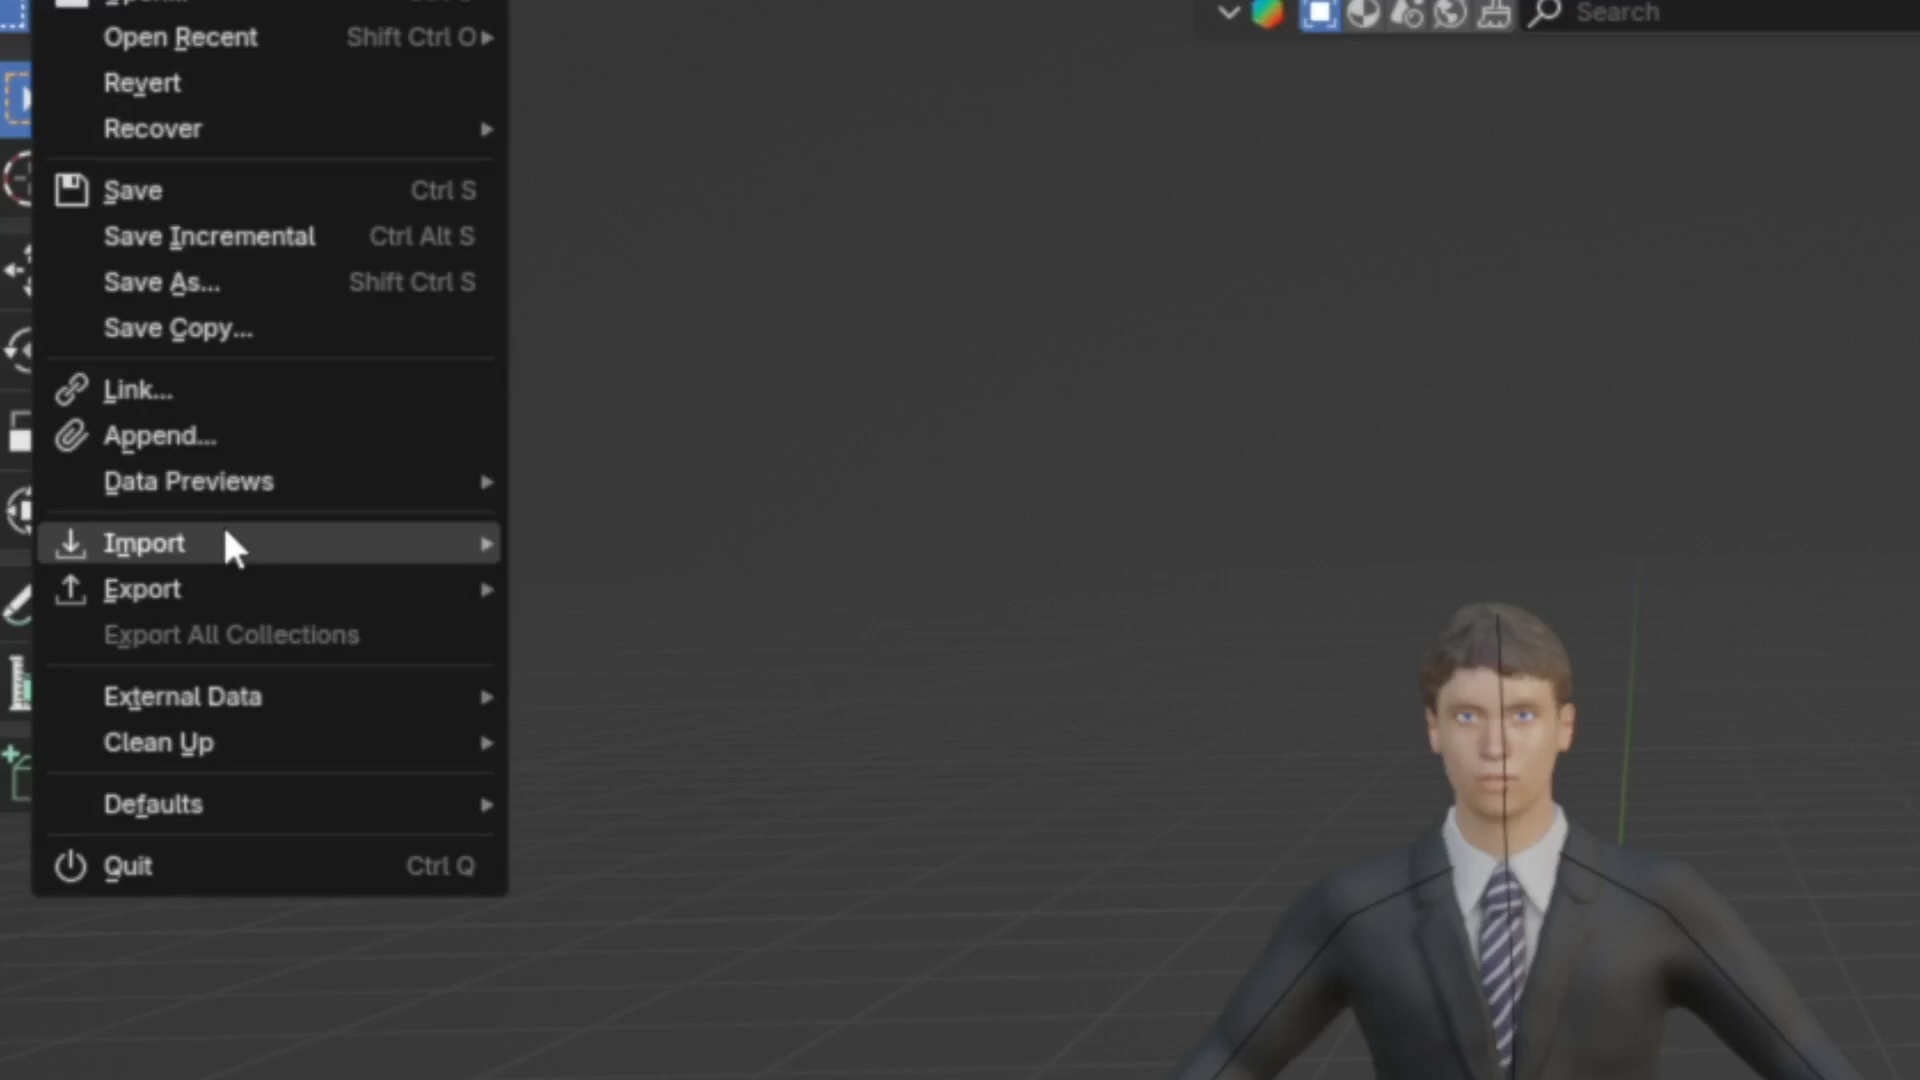 Search
Open Recent Shift Ctrl O
Revert
Recover
Save Ctrl S
Save Incremental Ctrl Alt S
Save As... Shift Ctrl S
Save Copy...
Link...
Append...
Data Previews
Import
Export
Export All Collections
External Data
Clean Up
Defaults
Quit Ctrl Q